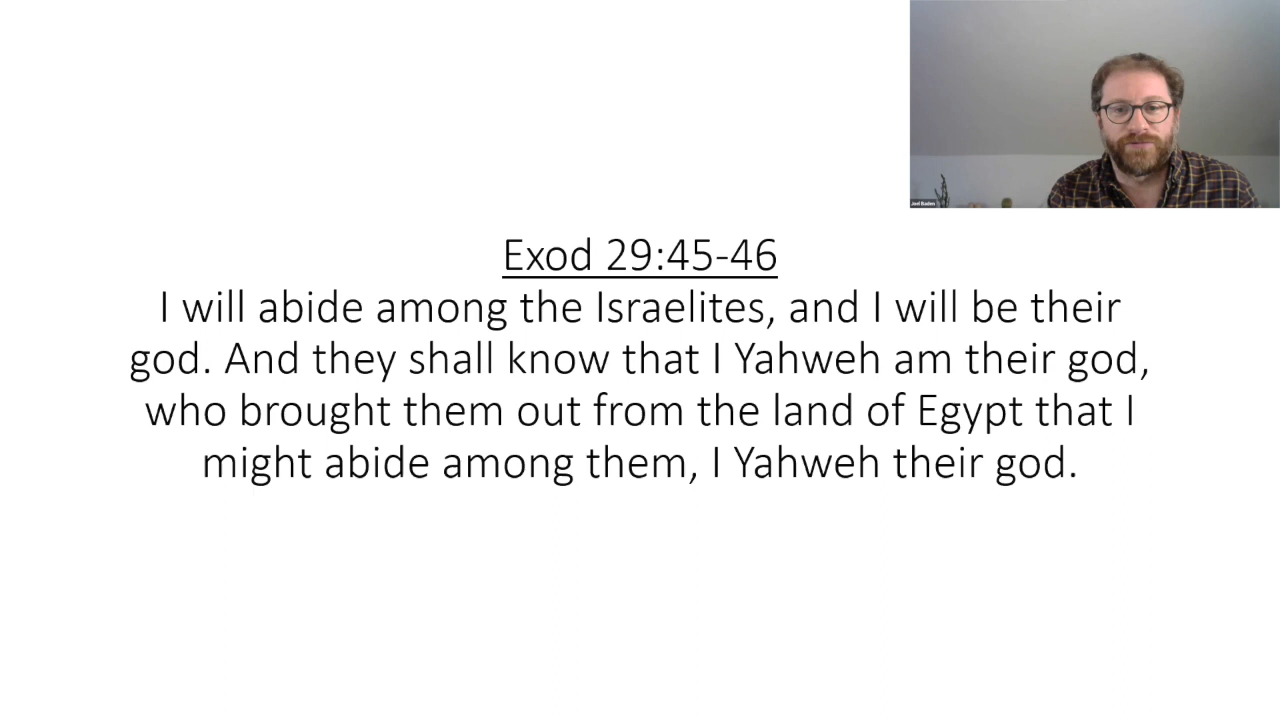 Joel Baden
Exod 29:45-46
I will abide among the Israelites, and I will be their
god. And they shall know that I Yahweh am their god,
who brought them out from the land of Egypt that I
might abide among them, I Yahweh their god.